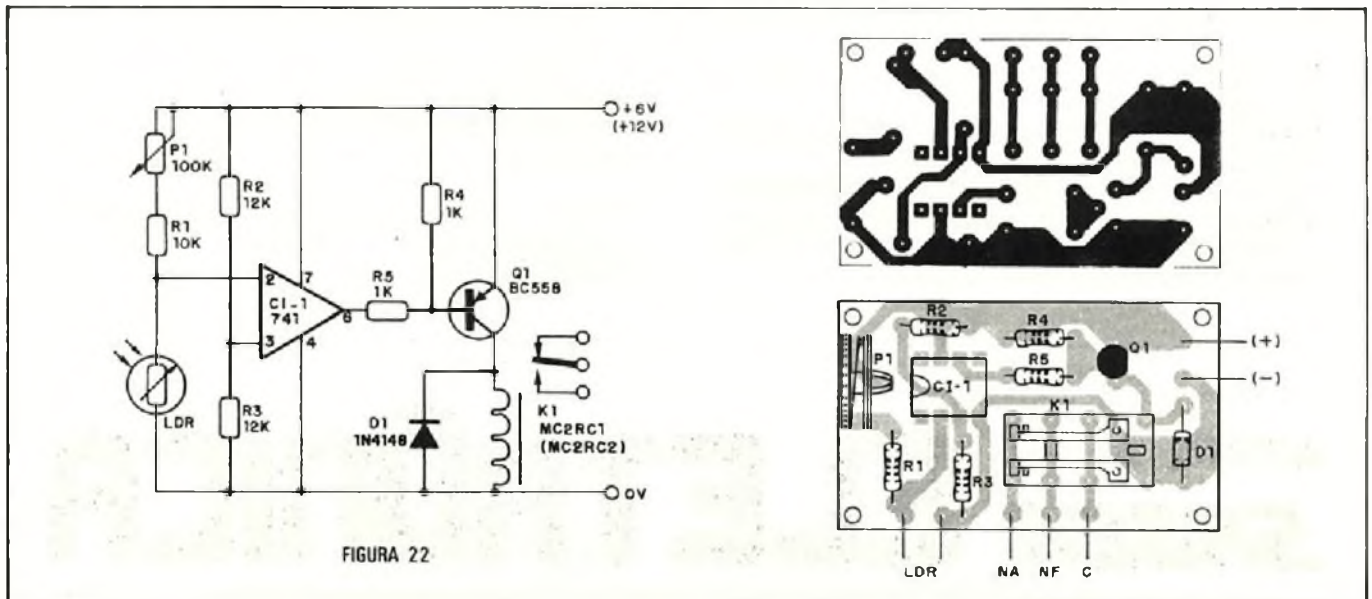 +6V
(+12V)
P1
100K
R2
12K
R4
1K
R1
10K
Q1
BC558
2
7
R5
1K
CI-1
741
6
3
4
LDR
R3
12K
D1
1N4148
K1
MC2RC1
(MC2RC2)
0V
FIGURA 22
R2
R4
Q1
(+)
P1
CI-1
R5
(-)
K1
R1
R3
D1
LDR
NA
NF
C